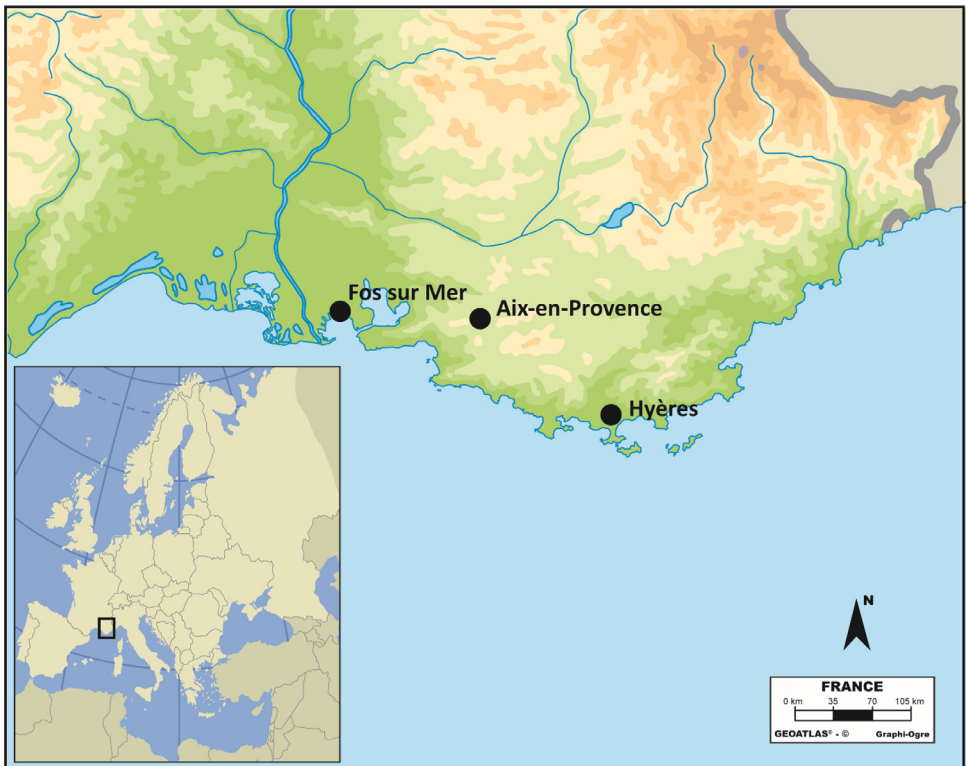 Fos sur Mer
Aix-en-Provence
Hyères
N
FRANCE
0 km 35 70 105 km
GEOATLAS® - © Graphi-Ogre